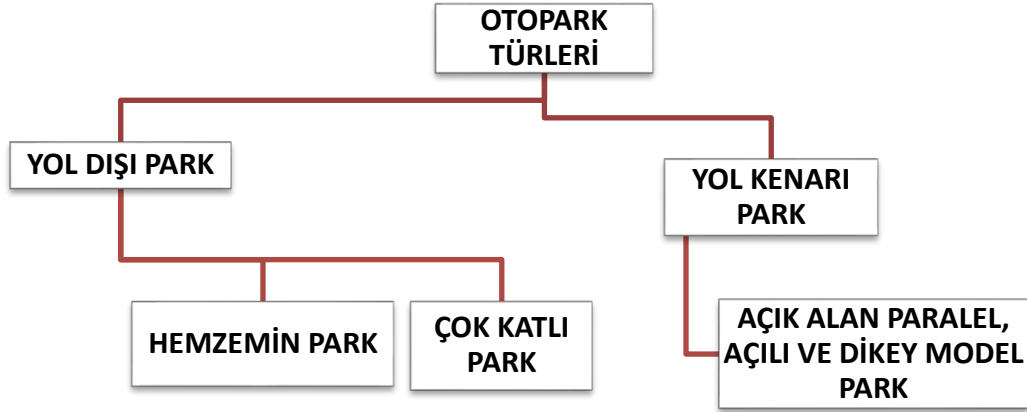 OTOPARK
TÜRLERİ
YOL DIŞI PARK
YOL KENARI
PARK
HEMZEMİN PARK
ÇOK KATLI
PARK
AÇIK ALAN PARALEL,
AÇILI VE DİKEY MODEL
PARK